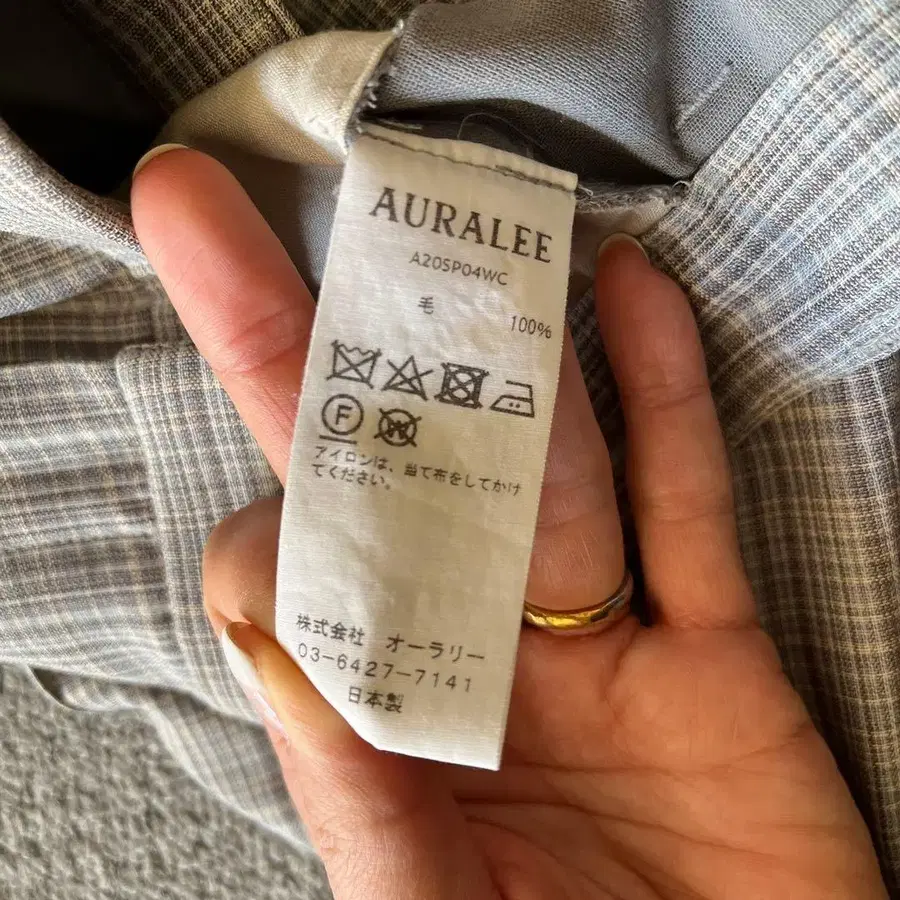 AURALEE
A20SP04WC
毛 100%
F W
アイロンは、当て布をしてかけ
てください。
株式会社 オーラリー
03-6427-7141
日本製